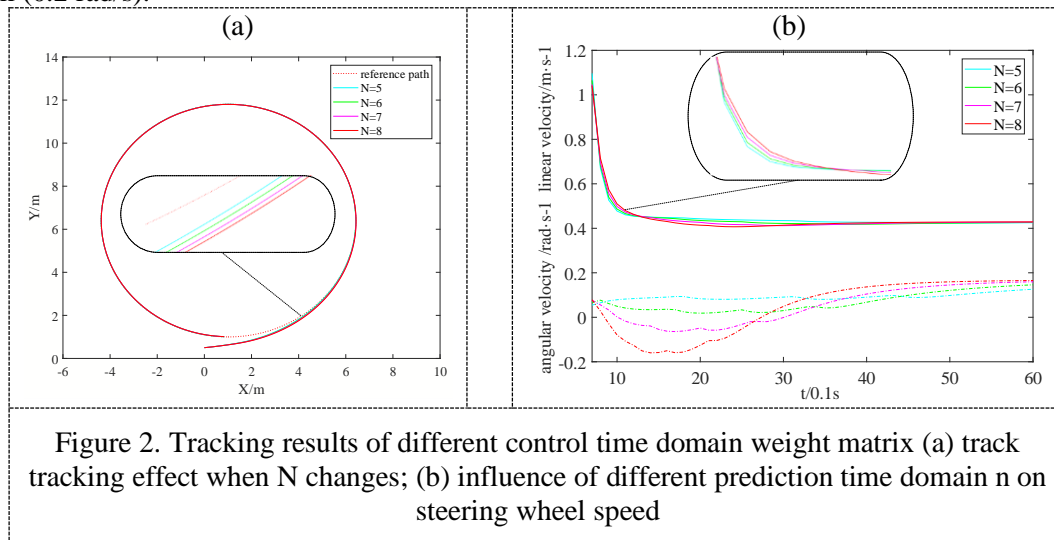 (0.2 rad/s).
(a)
14
12
10
8
6
4
2
0
Y/m
-6
-4
-2
0
2
4
6
8
10
X/m
reference path
N=5
N=6
N=7
N=8
(b)
1.2
1
0.8
0.6
0.4
0.2
0
-0.2
angular velocity /rad·s-1 linear velocity/m·s-1
10
20
30
40
50
60
t/0.1s
N=5
N=6
N=7
N=8
Figure 2. Tracking results of different control time domain weight matrix (a) track
tracking effect when N changes; (b) influence of different prediction time domain n on
steering wheel speed